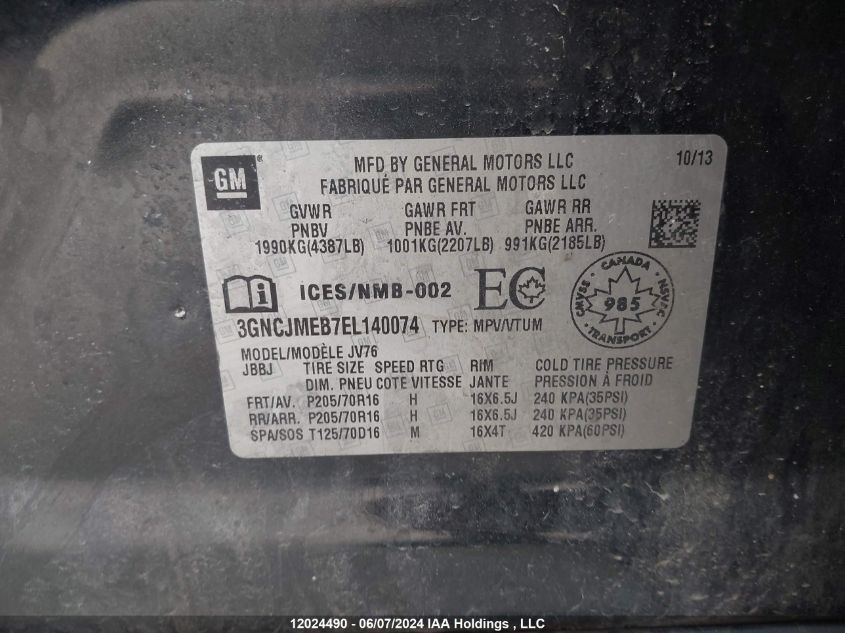 GM
MFD BY GENERAL MOTORS LLC
10/13
FABRIQUÉ PAR GENERAL MOTORS LLC
GVWR GAWR FRT GAWR RR
PNBV PNBE AV. PNBE ARR.
1990KG(4387LB) 1001KG(2207LB) 991KG(2185LB)
i ICES/NMB-002 EC
CANADA
CMVSS 985 NSVAC
TRANSPORT
3GNCJMEB7EL140074 TYPE: MPV/VTUM
MODEL/MODÈLE JV76
JBBJ TIRE SIZE SPEED RTG RIM COLD TIRE PRESSURE
DIM. PNEU COTE VITESSE JANTE PRESSION À FROID
FRT/AV. P205/70R16 H 16X6.5J 240 KPA(35PSI)
RR/ARR. P205/70R16 H 16X6.5J 240 KPA(35PSI)
SPA/SOS T125/70D16 M 16X4T 420 KPA(60PSI)
12024490 - 06/07/2024 IAA Holdings , LLC